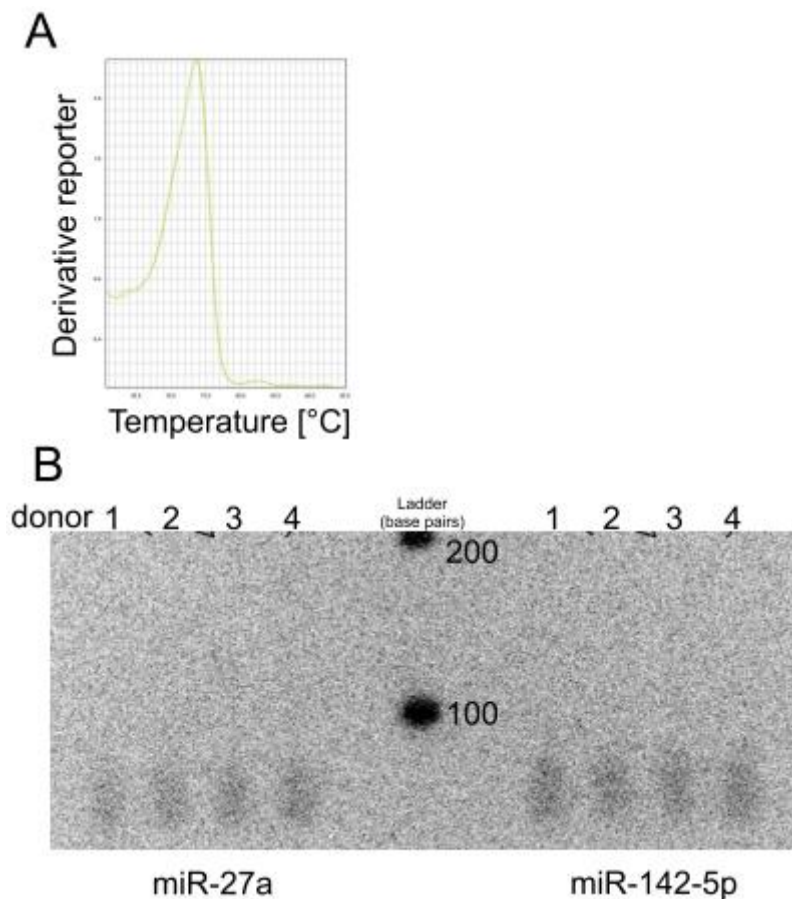 A
Derivative reporter
Temperature [°C]
B
donor 1 2 3 4 Ladder (base pairs) 1 2 3 4
200
100
miR-27a miR-142-5p